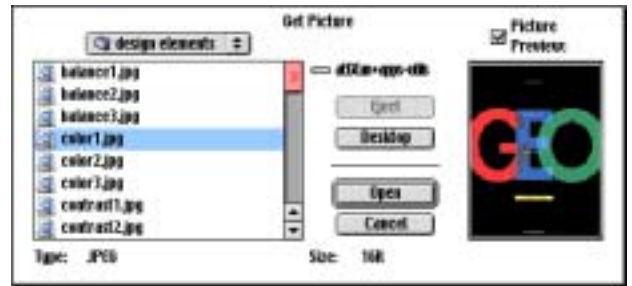 Get Picture
design elements
Picture
Preview
balance1.jpg
balance2.jpg
balance3.jpg
color1.jpg
color2.jpg
color3.jpg
contrast1.jpg
contrast2.jpg
Eject
Desktop
Open
Cancel
GEO
Type: JPEG
Size: 16K